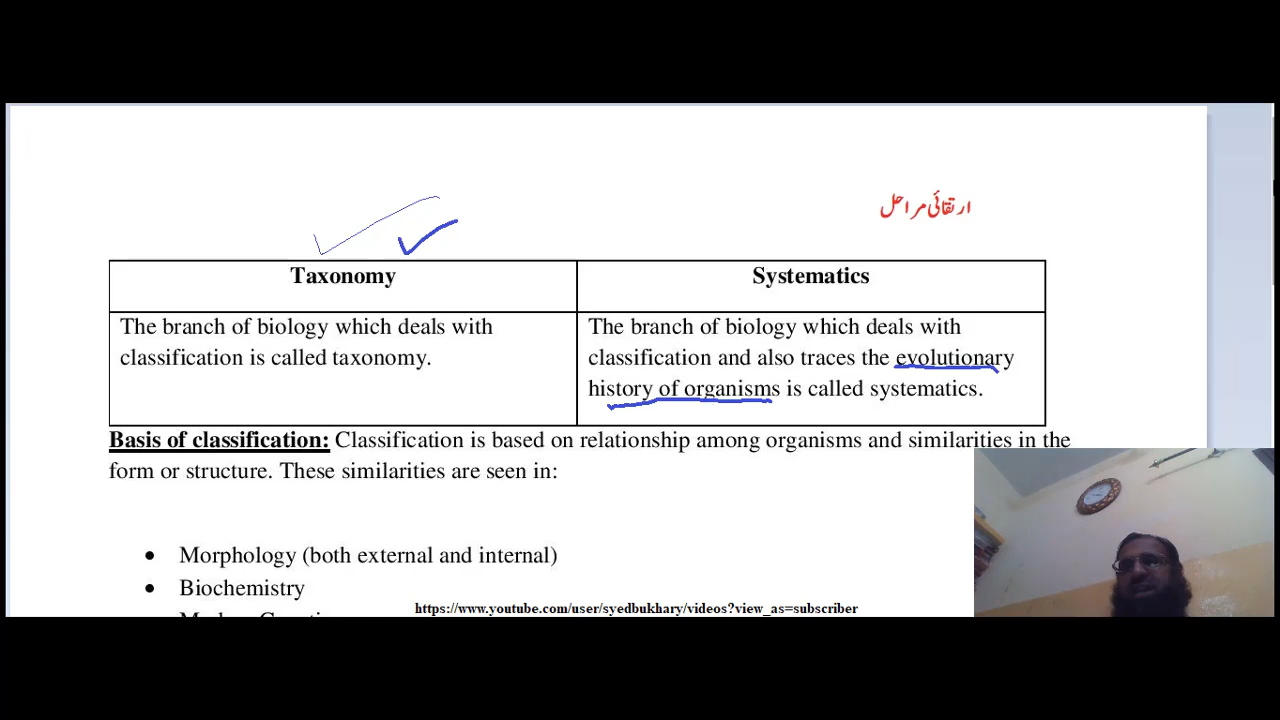 ارتقائی مراحل
Taxonomy
Systematics
The branch of biology which deals with
classification is called taxonomy.
The branch of biology which deals with
classification and also traces the evolutionary
history of organisms is called systematics.
Basis of classification: Classification is based on relationship among organisms and similarities in the
form or structure. These similarities are seen in:
• Morphology (both external and internal)
• Biochemistry
https://www.youtube.com/user/syedbukhary/videos?view_as=subscriber